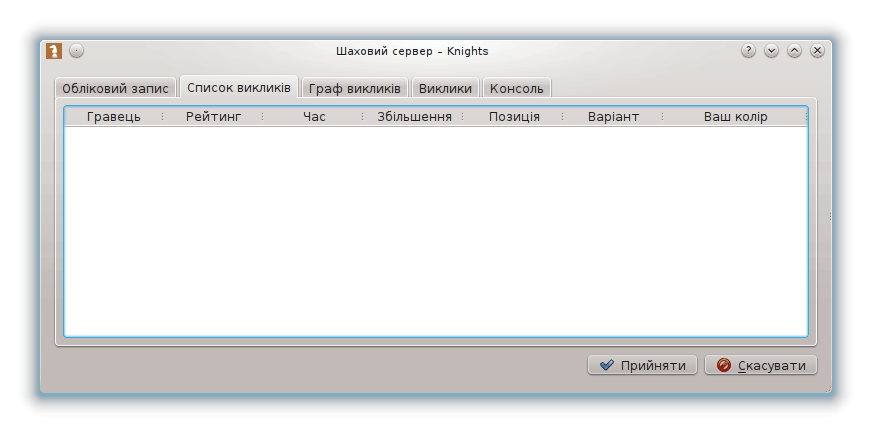 Шаховий сервер – Knights
Обліковий запис Список викликів Граф викликів Виклики Консоль
Гравець Рейтинг Час Збільшення Позиція Варіант Ваш колір
Прийняти Скасувати